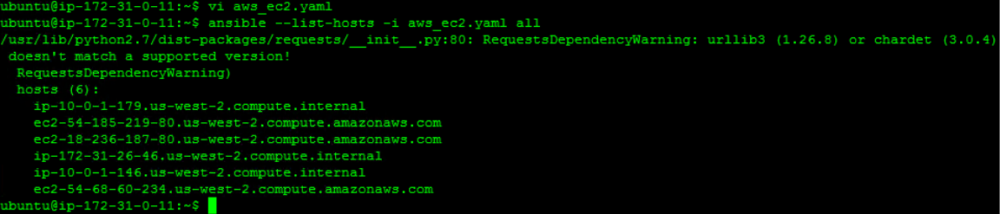 ubuntu@ip-172-31-0-11:~$ vi aws_ec2.yaml
ubuntu@ip-172-31-0-11:~$ ansible --list-hosts -i aws_ec2.yaml all
/usr/lib/python2.7/dist-packages/requests/__init__.py:80: RequestsDependencyWarning: urllib3 (1.26.8) or chardet (3.0.4)
 doesn't match a supported version!
  RequestsDependencyWarning)
  hosts (6):
    ip-10-0-1-179.us-west-2.compute.internal
    ec2-54-185-219-80.us-west-2.compute.amazonaws.com
    ec2-18-236-187-80.us-west-2.compute.amazonaws.com
    ip-172-31-26-46.us-west-2.compute.internal
    ip-10-0-1-146.us-west-2.compute.internal
    ec2-54-68-60-234.us-west-2.compute.amazonaws.com
ubuntu@ip-172-31-0-11:~$